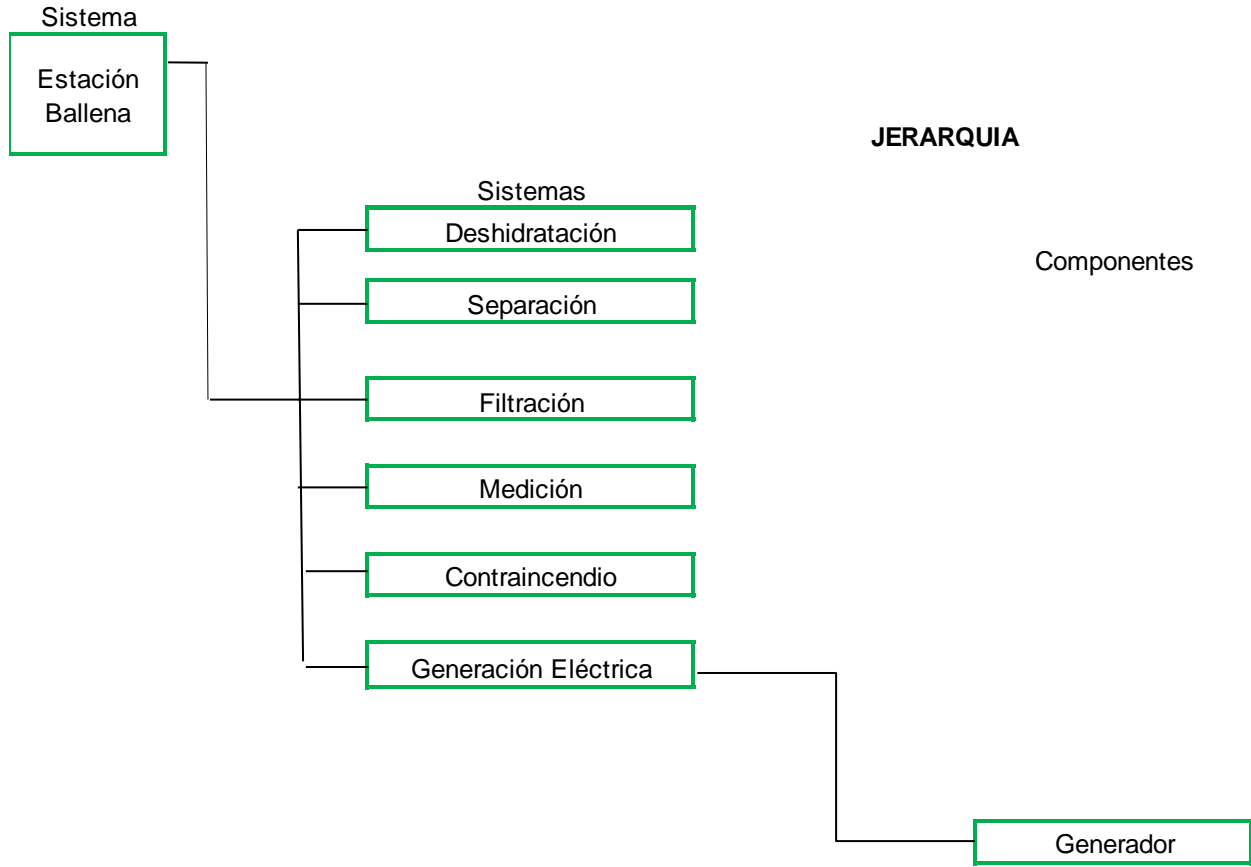 Sistema
Estación
Ballena
JERARQUIA
Sistemas
Deshidratación
Componentes
Separación
Filtración
Medición
Contraincendio
Generación Eléctrica
Generador